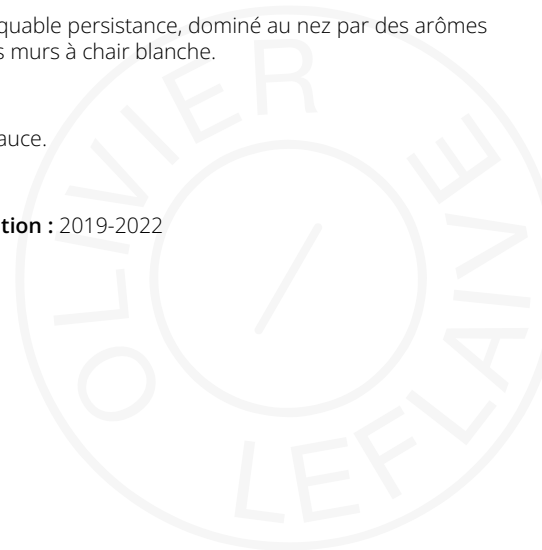 quable persistance, dominé au nez par des arômes
s murs à chair blanche.
auce.
tion : 2019-2022
OLIVIER
LEFLAIVE